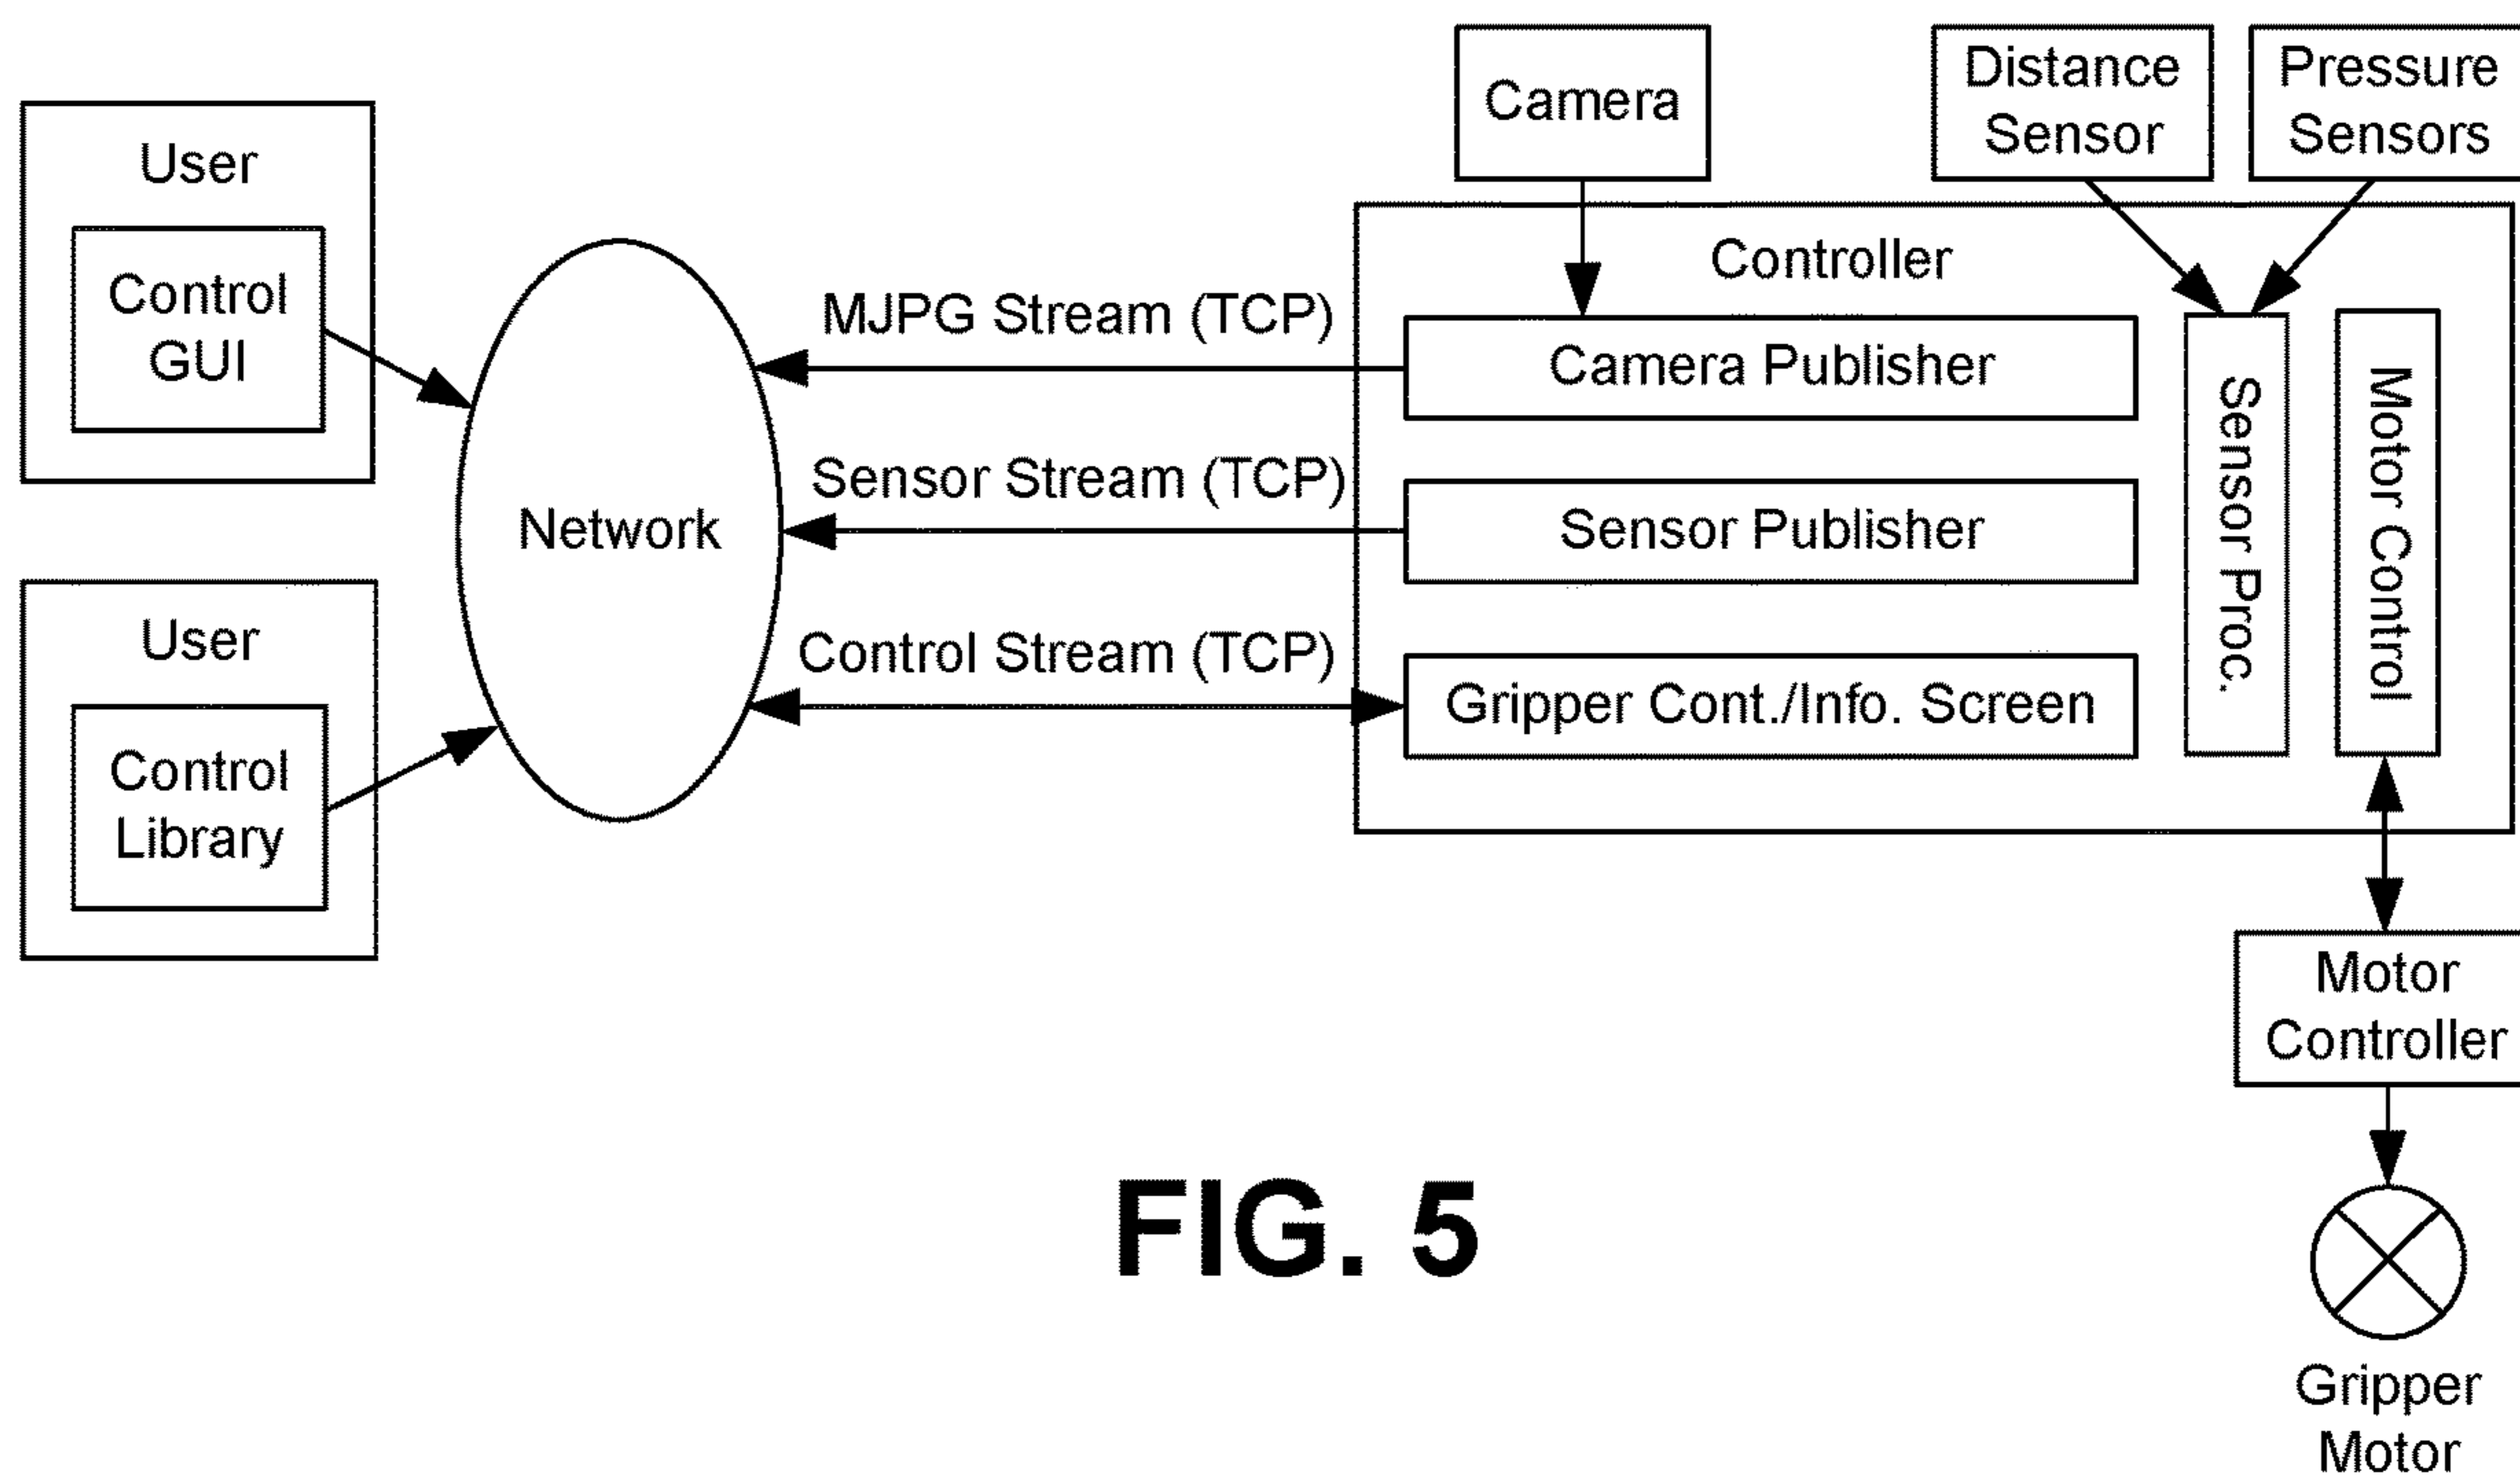 User
Control
GUI
User
Control
Library
Network
MJPG Stream (TCP)
Sensor Stream (TCP)
Control Stream (TCP)
Camera
Distance
Sensor
Pressure
Sensors
Controller
Camera Publisher
Sensor Publisher
Gripper Cont./Info. Screen
Sensor Proc.
Motor Control
Motor
Controller
Gripper
Motor
FIG. 5